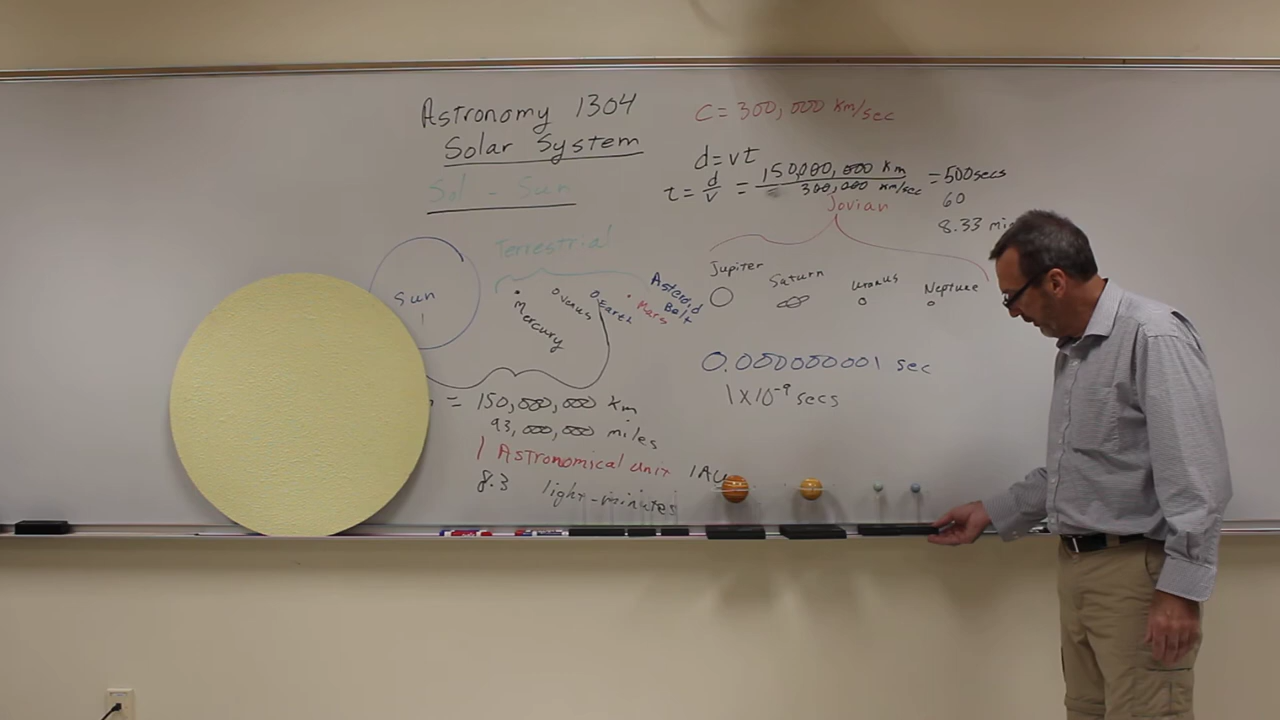 Astronomy 1304
Solar System
Sol - Sun
C = 300,000 Km/sec
d = vt
t = d/v = 150,000,000 Km / 300,000 Km/sec = 500 secs
60
8.33 min
Jovian
Terrestrial
Sun
Mercury
Venus
Earth
Mars
Asteroid
Belt
Jupiter
Saturn
Uranus
Neptune
= 150,000,000 Km
93,000,000 miles
1 Astronomical unit 1AU
8.3 light-minutes
0.000000001 sec
1x10⁻⁹ secs